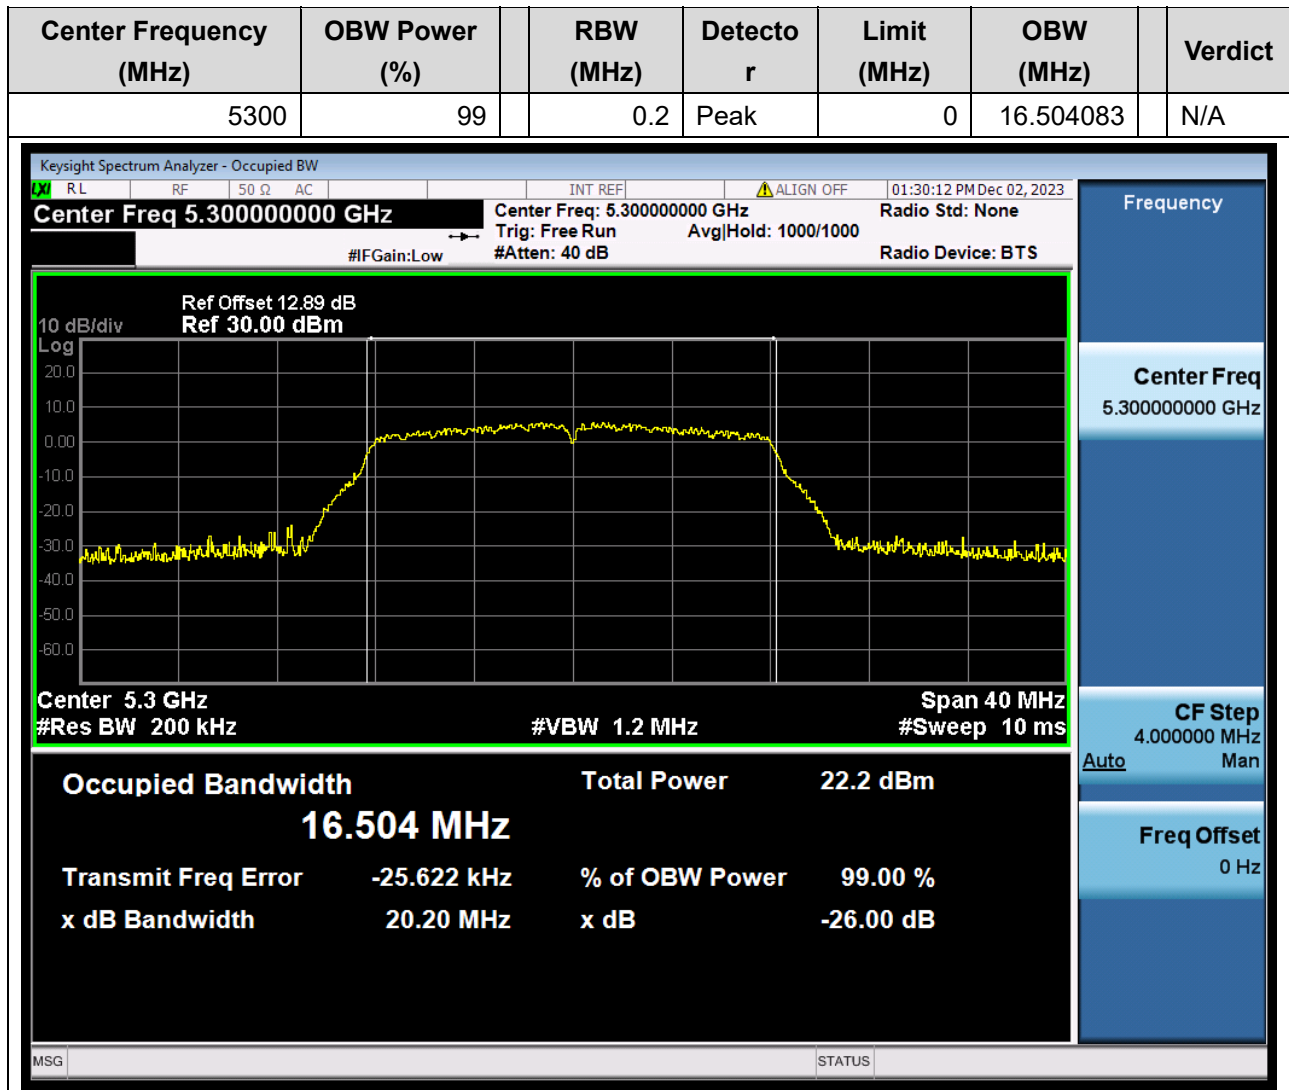 Center Frequency (MHz) OBW Power (%) RBW (MHz) Detecto r Limit (MHz) OBW (MHz) Verdict
5300 99 0.2 Peak 0 16.504083 N/A
Keysight Spectrum Analyzer - Occupied BW
LXI RL RF 50 Ω AC INT REF ALIGN OFF 01:30:12 PM Dec 02, 2023
Center Freq 5.300000000 GHz
#IFGain:Low
Center Freq: 5.300000000 GHz
Trig: Free Run Avg|Hold: 1000/1000
#Atten: 40 dB
Radio Std: None
Radio Device: BTS
Ref Offset 12.89 dB
10 dB/div Ref 30.00 dBm
Log
20.0
10.0
0.00
-10.0
-20.0
-30.0
-40.0
-50.0
-60.0
Center 5.3 GHz Span 40 MHz
#Res BW 200 kHz #VBW 1.2 MHz #Sweep 10 ms
Occupied Bandwidth Total Power 22.2 dBm
16.504 MHz
Transmit Freq Error -25.622 kHz % of OBW Power 99.00 %
x dB Bandwidth 20.20 MHz x dB -26.00 dB
MSG STATUS
Frequency
Center Freq
5.300000000 GHz
CF Step
4.000000 MHz
Auto Man
Freq Offset
0 Hz